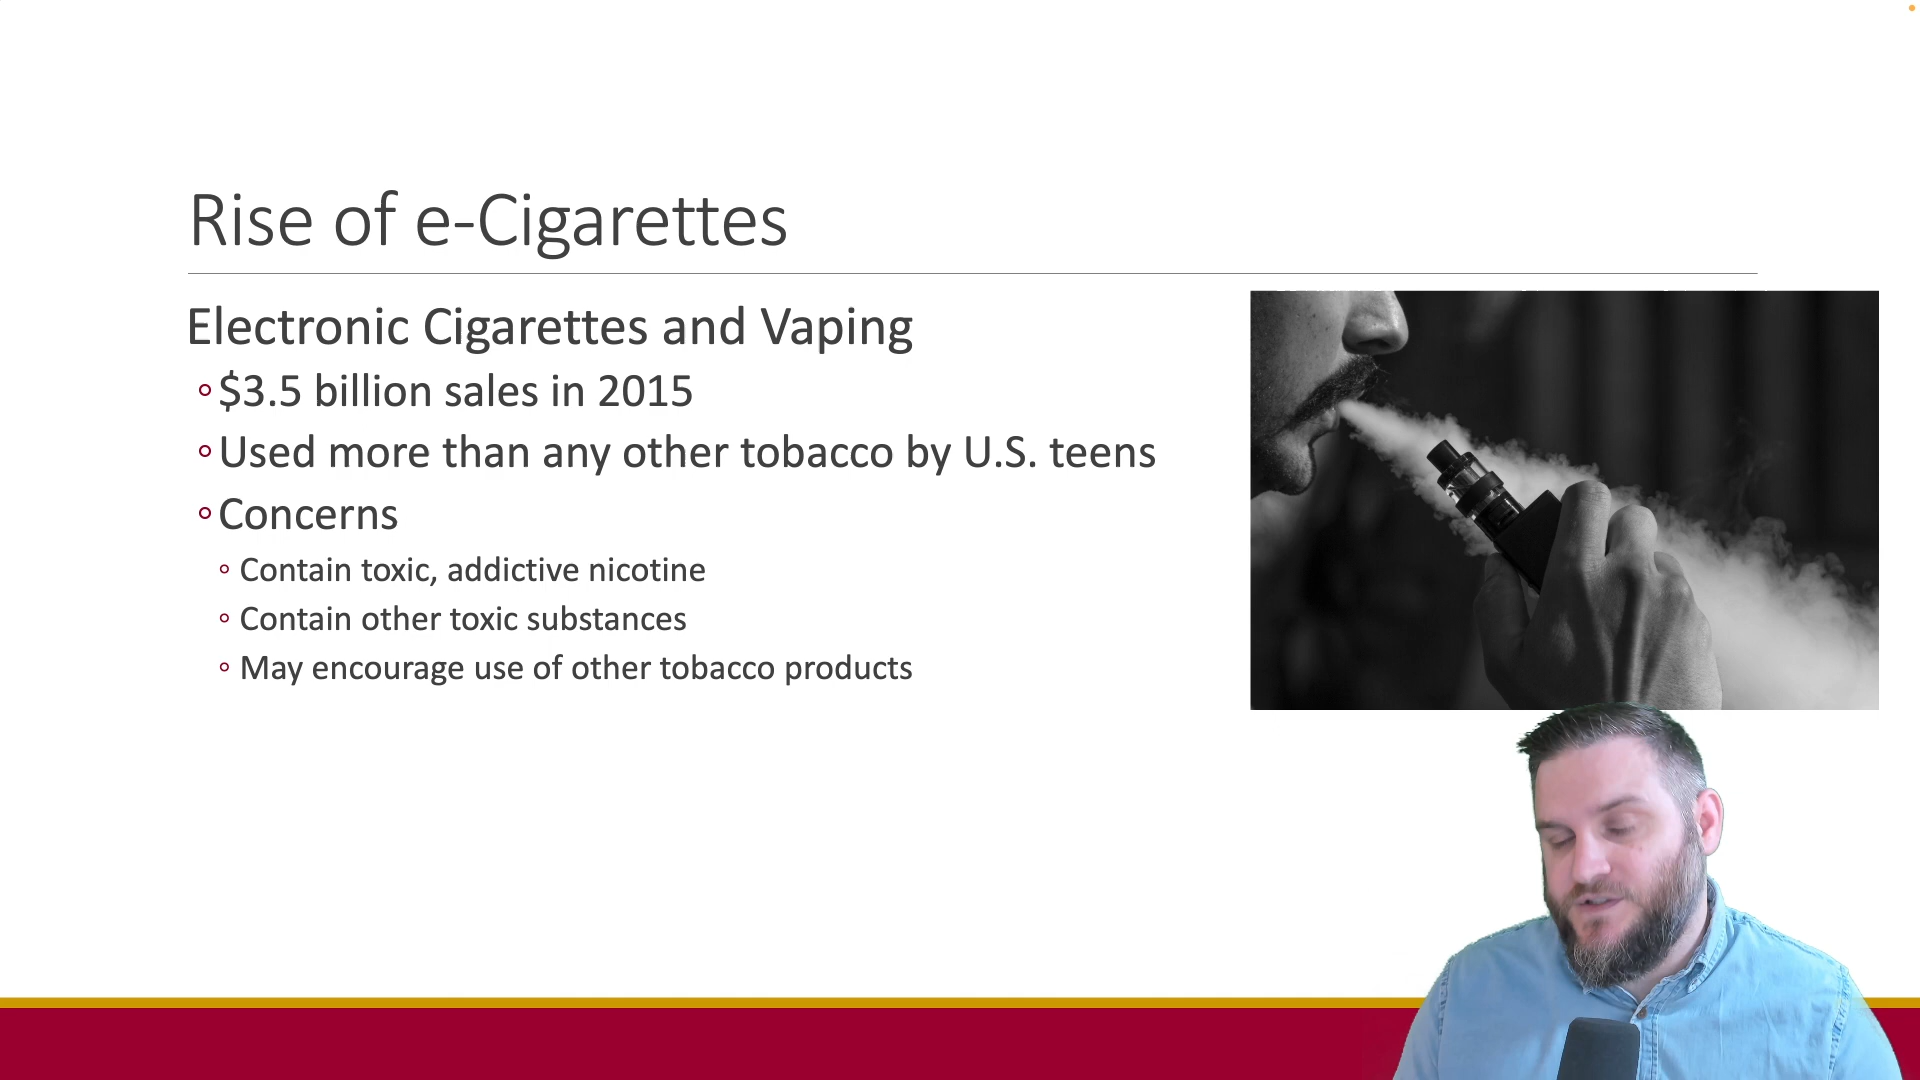 Rise of e-Cigarettes
Electronic Cigarettes and Vaping
$3.5 billion sales in 2015
Used more than any other tobacco by U.S. teens
Concerns
Contain toxic, addictive nicotine
Contain other toxic substances
May encourage use of other tobacco products